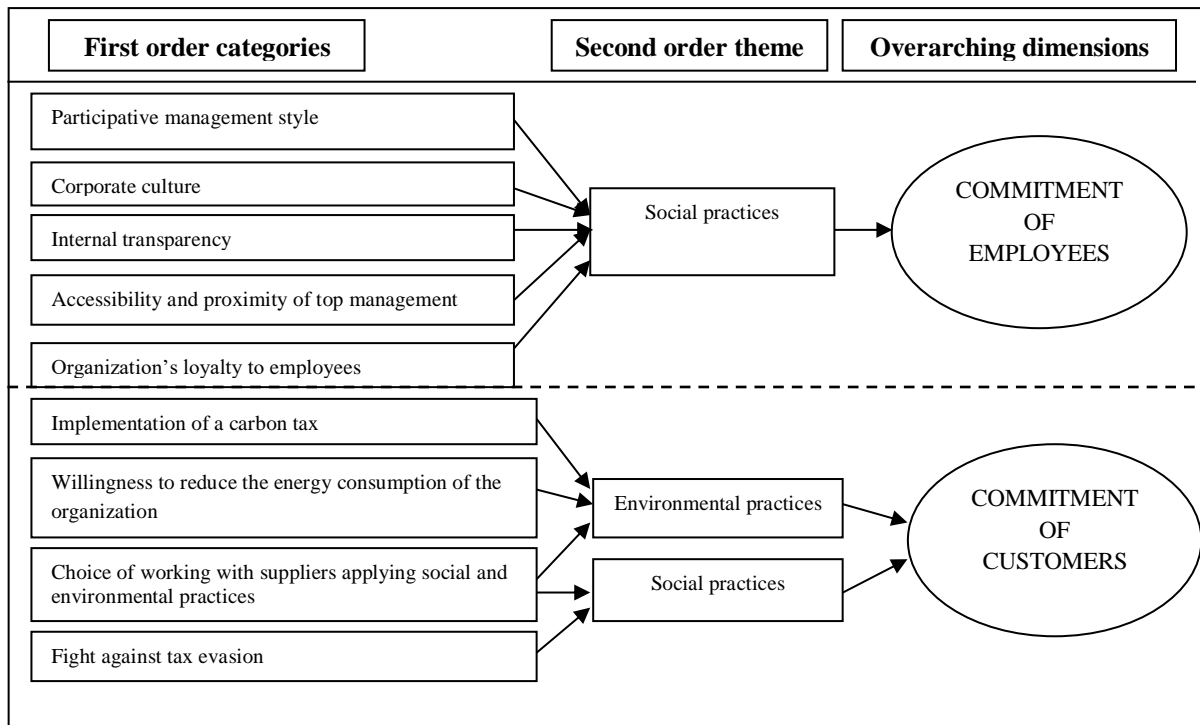 First order categories
Second order theme
Overarching dimensions
Participative management style
Corporate culture
Internal transparency
Accessibility and proximity of top management
Organization’s loyalty to employees
Social practices
COMMITMENT
OF
EMPLOYEES
Implementation of a carbon tax
Willingness to reduce the energy consumption of the
organization
Choice of working with suppliers applying social and
environmental practices
Fight against tax evasion
Environmental practices
Social practices
COMMITMENT
OF
CUSTOMERS